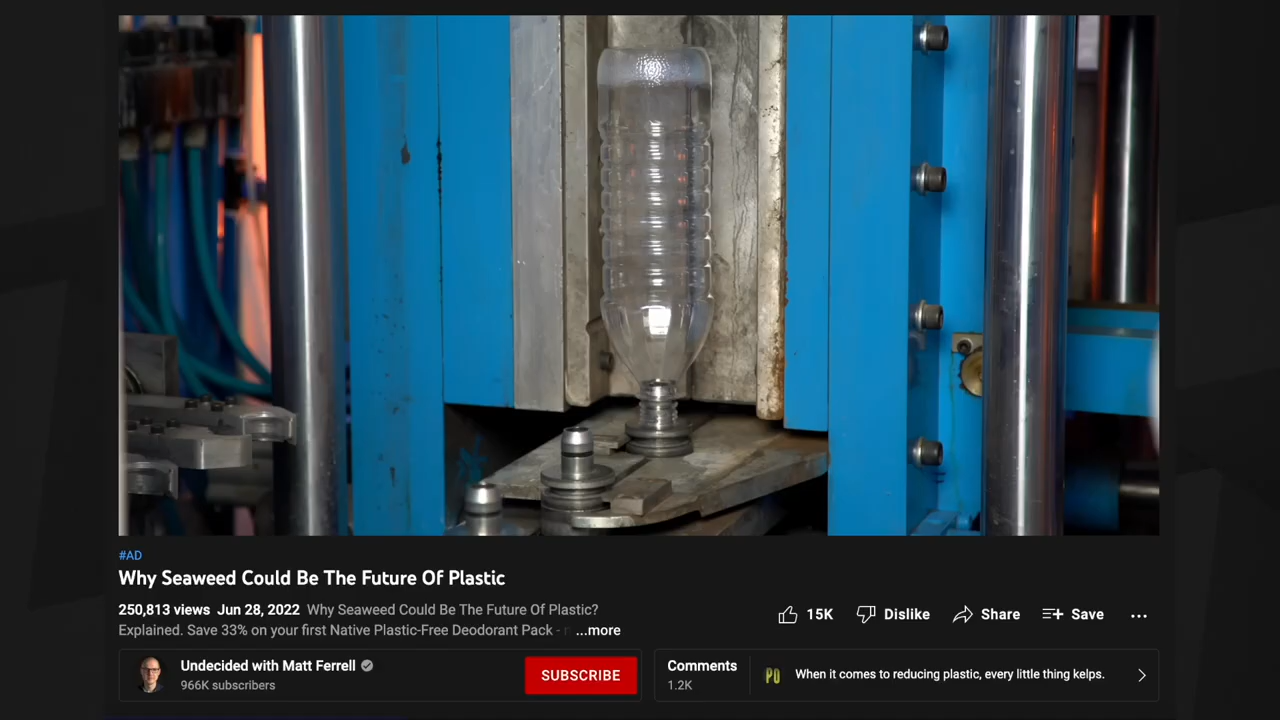 #AD
Why Seaweed Could Be The Future Of Plastic
250,813 views Jun 28, 2022 Why Seaweed Could Be The Future Of Plastic?
Explained. Save 33% on your first Native Plastic-Free Deodorant Pack - ...more
15K
Dislike
Share
Save
Undecided with Matt Ferrell
966K subscribers
SUBSCRIBE
Comments
1.2K
PO
When it comes to reducing plastic, every little thing kelps.